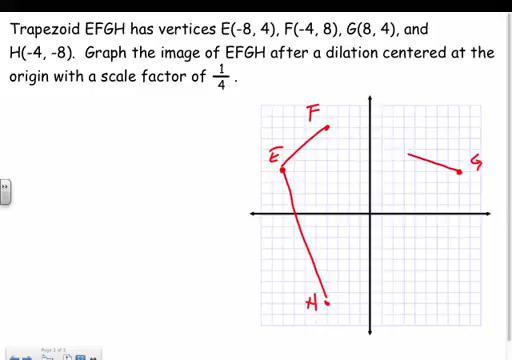 Trapezoid EFGH has vertices E(-8, 4), F(-4, 8), G(8, 4), and
H(-4, -8). Graph the image of EFGH after a dilation centered at the
origin with a scale factor of 1/4.
F
E
G
H